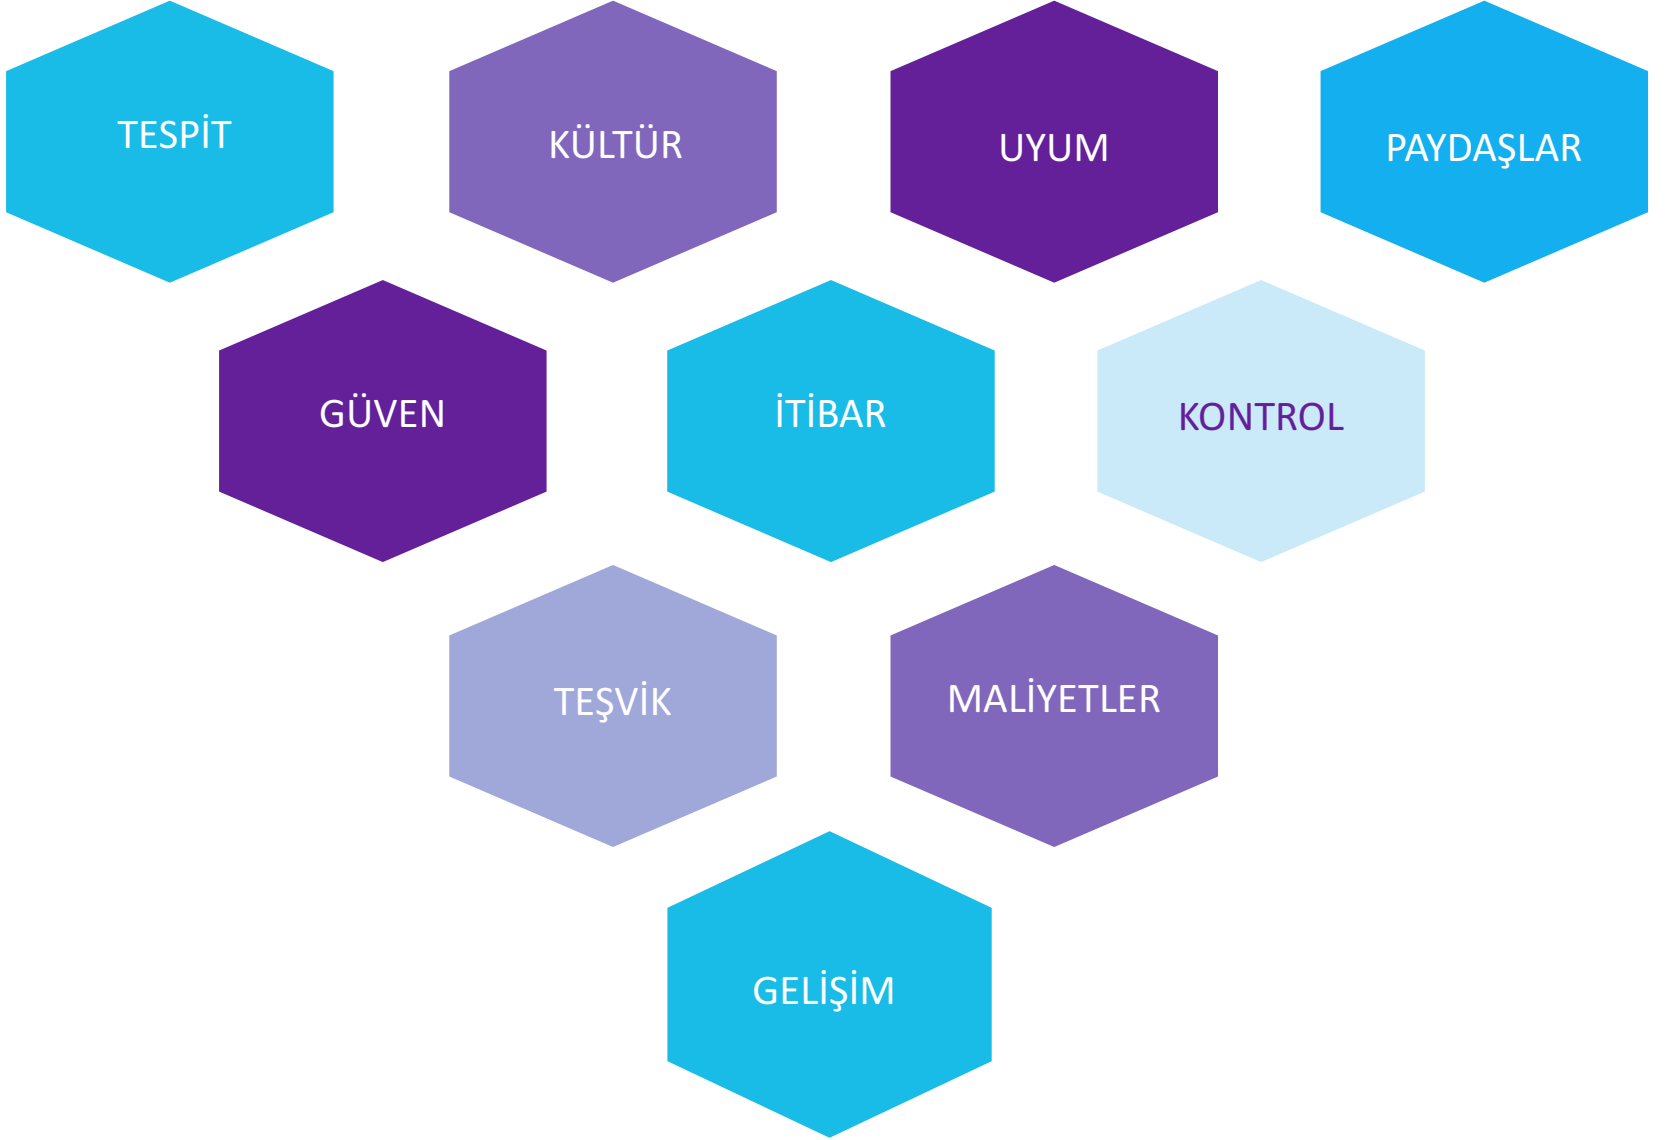 TESPİT
KÜLTÜR
UYUM
PAYDAŞLAR
GÜVEN
İTİBAR
KONTROL
TEŞVİK
MALİYETLER
GELİŞİM